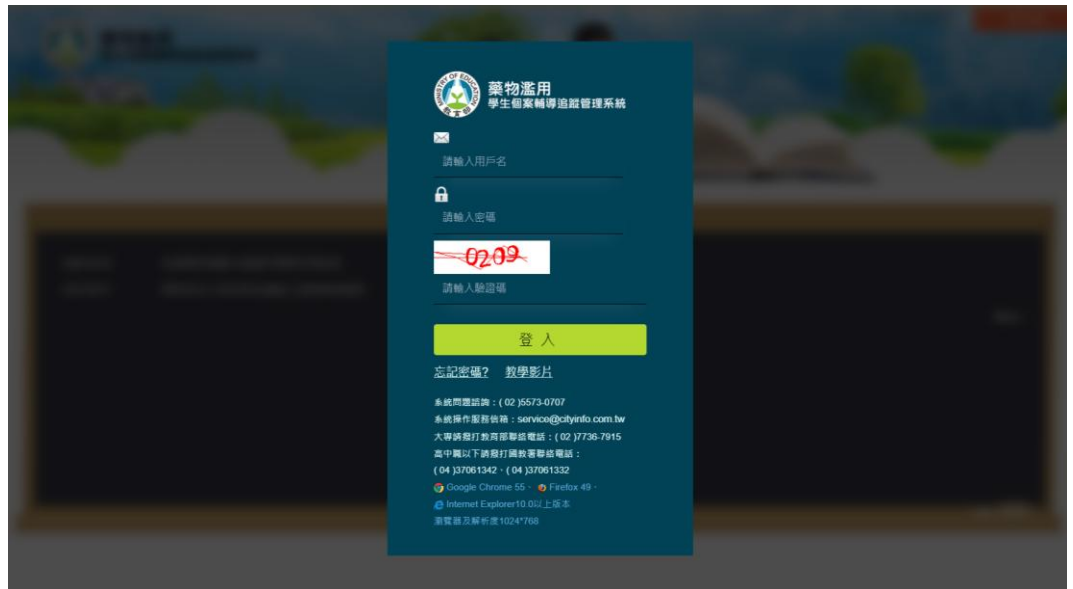 MINISTRY OF EDUCATION
教育部
藥物濫用
學生個案輔導追蹤管理系統
請輸入用戶名
請輸入密碼
0209
請輸入驗證碼
登 入
忘記密碼? 教學影片
系統問題諮詢：( 02 )5573-0707
系統操作服務信箱：service@cityinfo.com.tw
大專請撥打教育部聯絡電話：( 02 )7736-7915
高中職以下請撥打國教署聯絡電話：
( 04 )37061342、( 04 )37061332
Google Chrome 55、 Firefox 49、
Internet Explorer10.0以上版本
瀏覽器及解析度1024*768